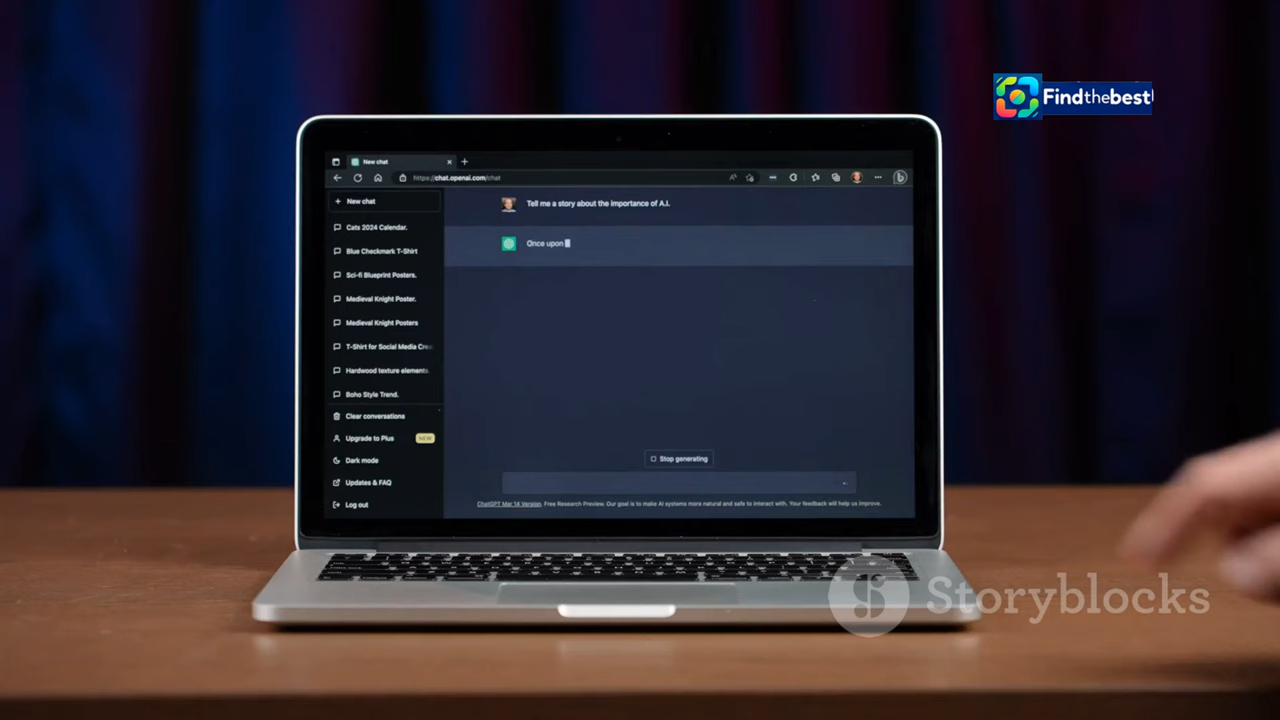 Findthebest
New chat
https://chat.openai.com/chat
New chat
Cats 2024 Calendar.
Blue Checkmark T-Shirt
Sci-fi Blueprint Posters.
Medieval Knight Poster.
Medieval Knight Posters
T-Shirt for Social Media Cre
Hardwood texture elements.
Boho Style Trend.
Clear conversations
Upgrade to Plus
NEW
Dark mode
Updates & FAQ
Log out
Tell me a story about the importance of A.I.
Once upon
Stop generating
ChatGPT Mar 14 Version. Free Research Preview. Our goal is to make AI systems more natural and safe to interact with. Your feedback will help us improve.
Storyblocks